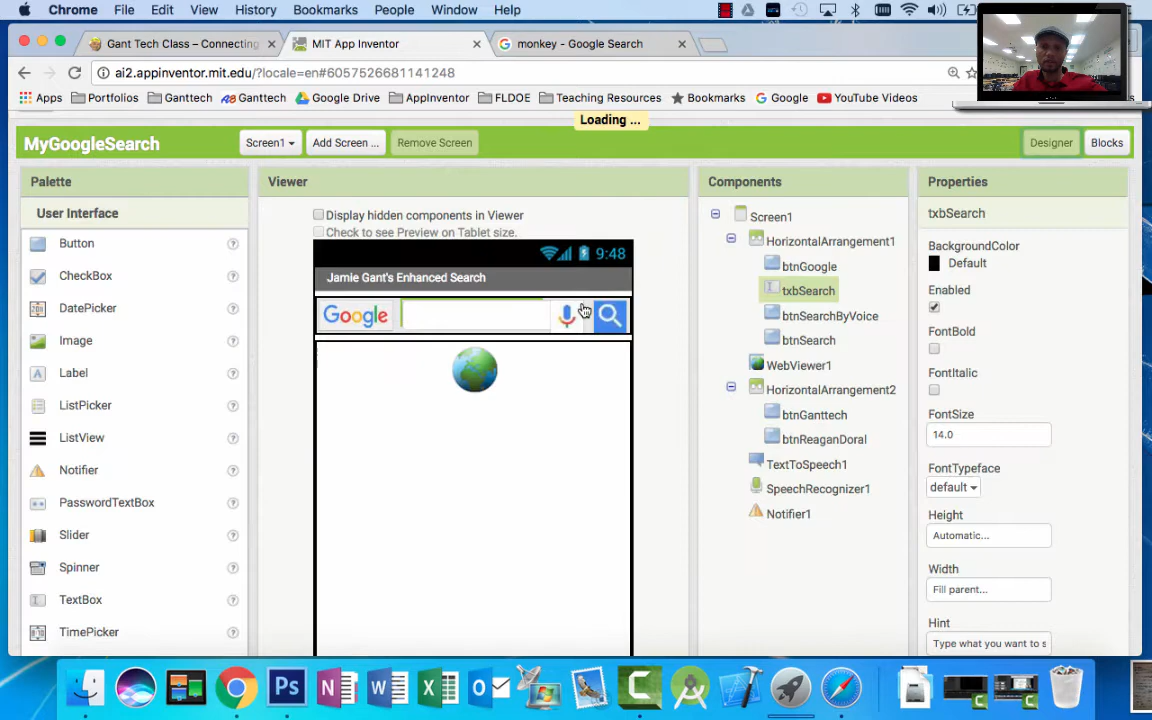 Chrome File Edit View History Bookmarks People Window Help
Gant Tech Class – Connecting
MIT App Inventor
monkey - Google Search
ai2.appinventor.mit.edu/?locale=en#6057526681141248
Apps Portfolios Ganttech Ganttech Google Drive AppInventor FLDOE Teaching Resources Bookmarks Google YouTube Videos
Loading ...
MyGoogleSearch Screen1 Add Screen ... Remove Screen Designer Blocks
Palette Viewer Components Properties
User Interface
Button
CheckBox
DatePicker
Image
Label
ListPicker
ListView
Notifier
PasswordTextBox
Slider
Spinner
TextBox
TimePicker
Display hidden components in Viewer
Check to see Preview on Tablet size.
9:48
Jamie Gant's Enhanced Search
Google
Screen1
HorizontalArrangement1
btnGoogle
txbSearch
btnSearchByVoice
btnSearch
WebViewer1
HorizontalArrangement2
btnGanttech
btnReaganDoral
TextToSpeech1
SpeechRecognizer1
Notifier1
txbSearch
BackgroundColor
Default
Enabled
FontBold
FontItalic
FontSize
14.0
FontTypeface
default
Height
Automatic...
Width
Fill parent...
Hint
Type what you want to s